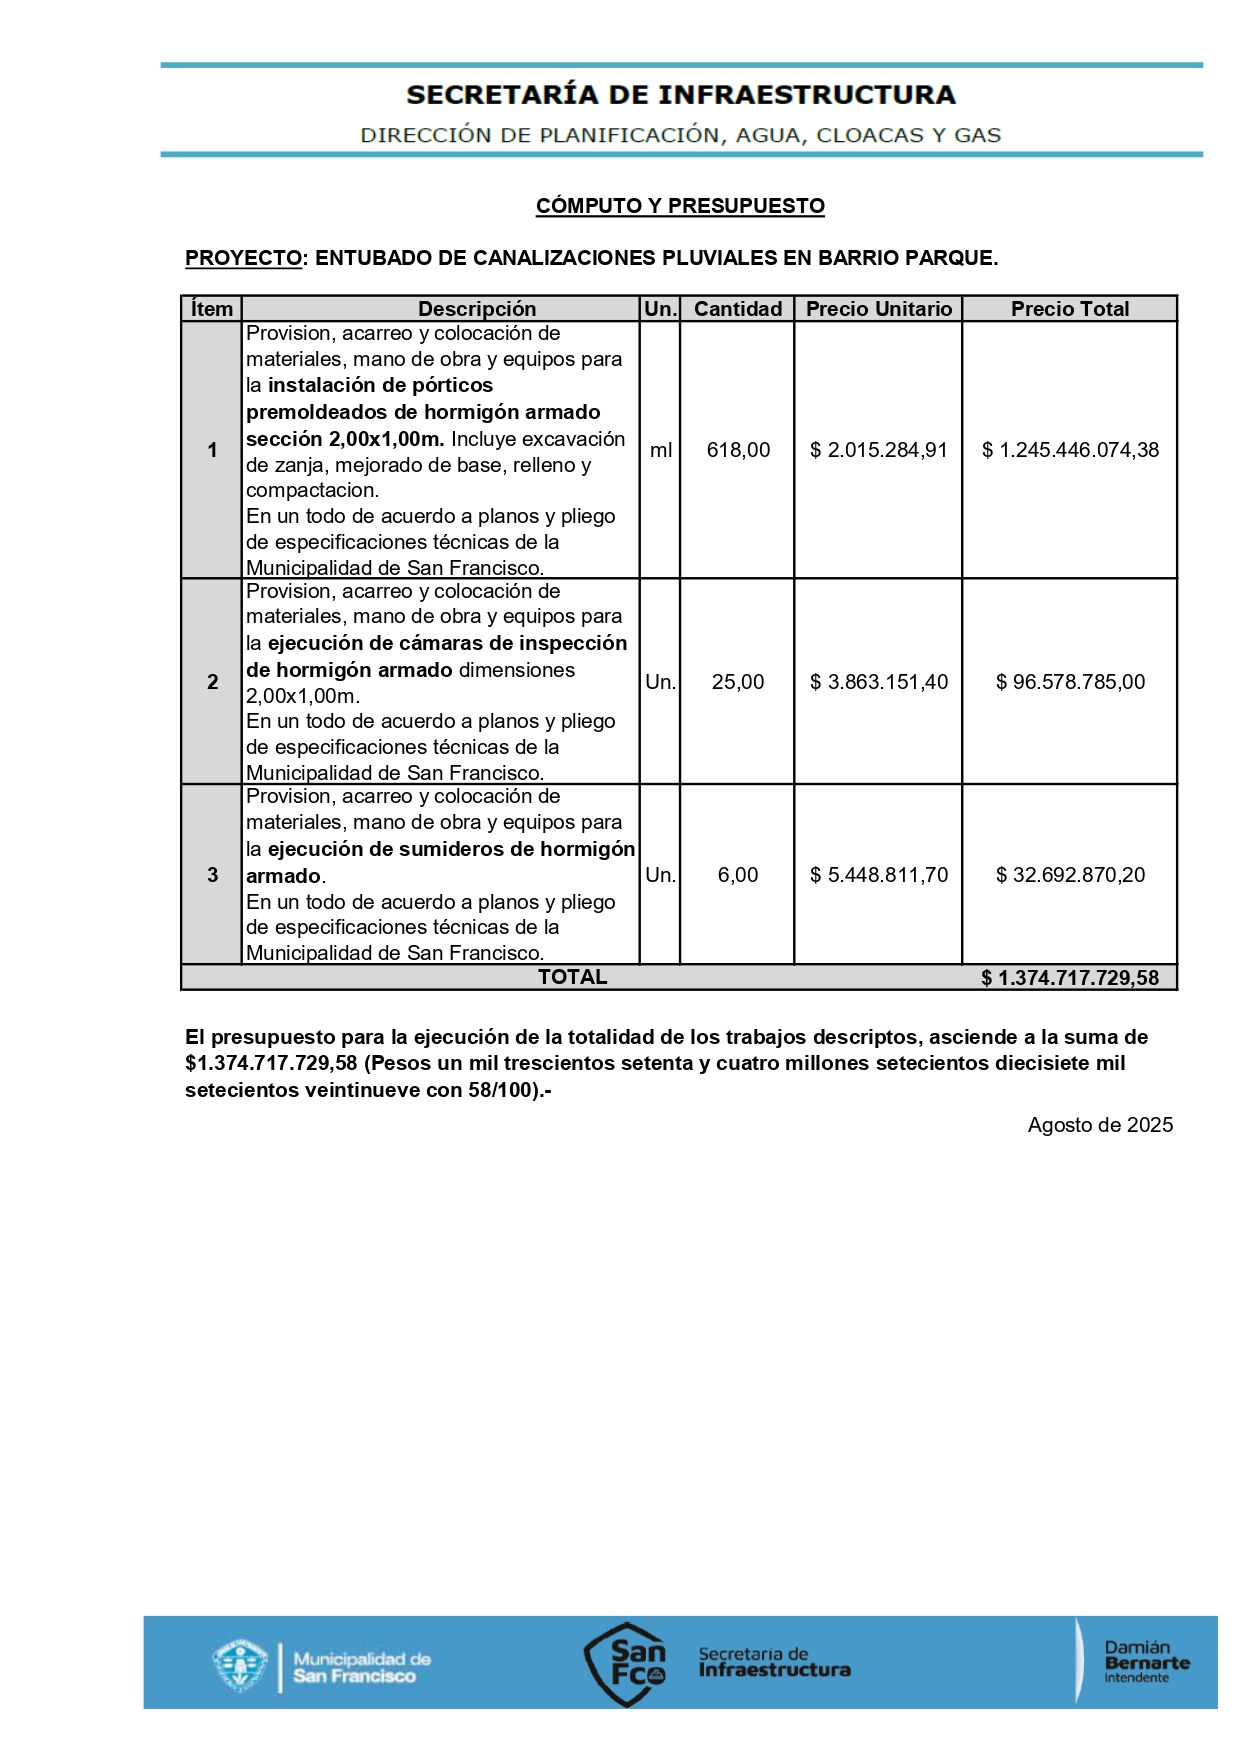 SECRETARÍA DE INFRAESTRUCTURA
DIRECCIÓN DE PLANIFICACIÓN, AGUA, CLOACAS Y GAS
CÓMPUTO Y PRESUPUESTO
PROYECTO: ENTUBADO DE CANALIZACIONES PLUVIALES EN BARRIO PARQUE.
Ítem Descripción Un. Cantidad Precio Unitario Precio Total
Provision, acarreo y colocación de
materiales, mano de obra y equipos para
la instalación de pórticos
premoldeados de hormigón armado
sección 2,00x1,00m. Incluye excavación
1 ml 618,00 $ 2.015.284,91 $ 1.245.446.074,38
de zanja, mejorado de base, relleno y
compactacion.
En un todo de acuerdo a planos y pliego
de especificaciones técnicas de la
Municipalidad de San Francisco.
Provision, acarreo y colocación de
materiales, mano de obra y equipos para
la ejecución de cámaras de inspección
de hormigón armado dimensiones
2 Un. 25,00 $ 3.863.151,40 $ 96.578.785,00
2,00x1,00m.
En un todo de acuerdo a planos y pliego
de especificaciones técnicas de la
Municipalidad de San Francisco.
Provision, acarreo y colocación de
materiales, mano de obra y equipos para
la ejecución de sumideros de hormigón
3 armado. Un. 6,00 $ 5.448.811,70 $ 32.692.870,20
En un todo de acuerdo a planos y pliego
de especificaciones técnicas de la
Municipalidad de San Francisco.
TOTAL $ 1.374.717.729,58
El presupuesto para la ejecución de la totalidad de los trabajos descriptos, asciende a la suma de
$1.374.717.729,58 (Pesos un mil trescientos setenta y cuatro millones setecientos diecisiete mil
setecientos veintinueve con 58/100).-
Agosto de 2025
Municipalidad de
San Francisco
San
Fco
Secretaría de
Infraestructura
Damián
Bernarte
Intendente